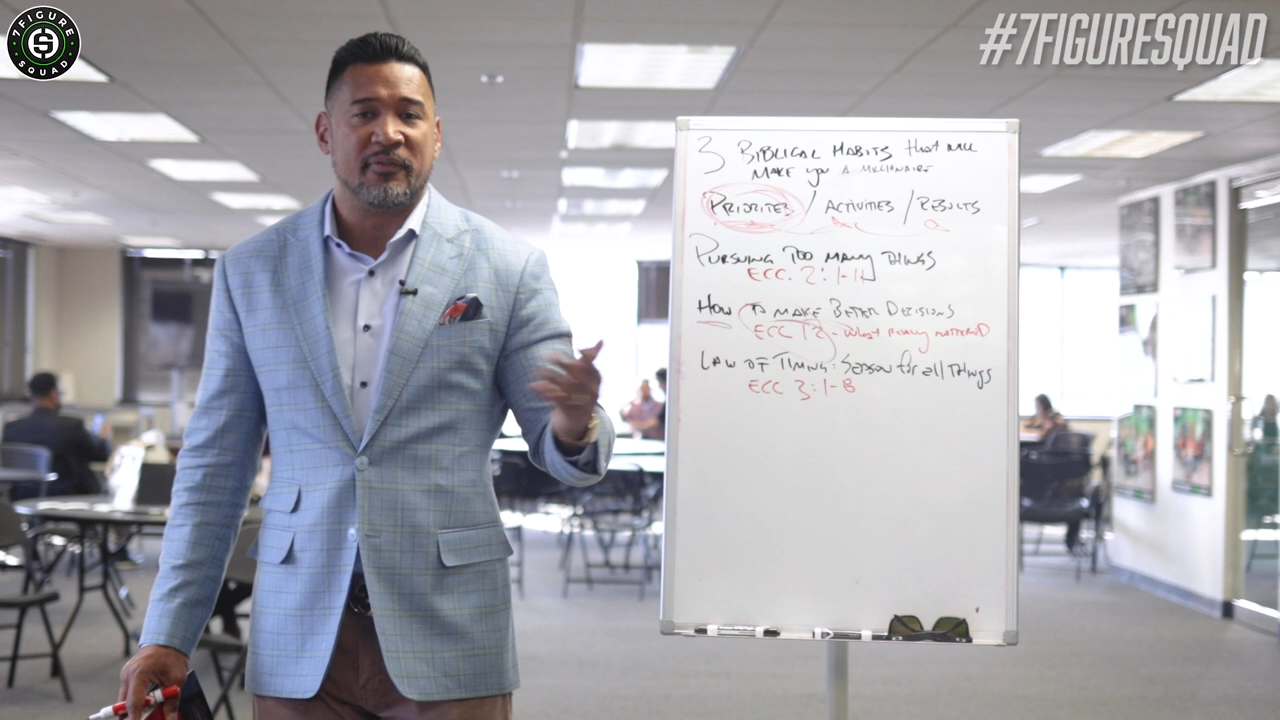 7FIGURE
SQUAD
#7FIGURESQUAD
3 BIBLICAL HABITS that will
MAKE you A MILLIONAIRE
PRIORITIES / ACTIVITIES / RESULTS
PURSUING TOO MANY THINGS
ECC. 2:1-11
HOW TO MAKE BETTER DECISIONS
ECC 12 - What REALLY MATTERED
LAW OF TIMING: SEASON for all THINGS
ECC 3:1-8